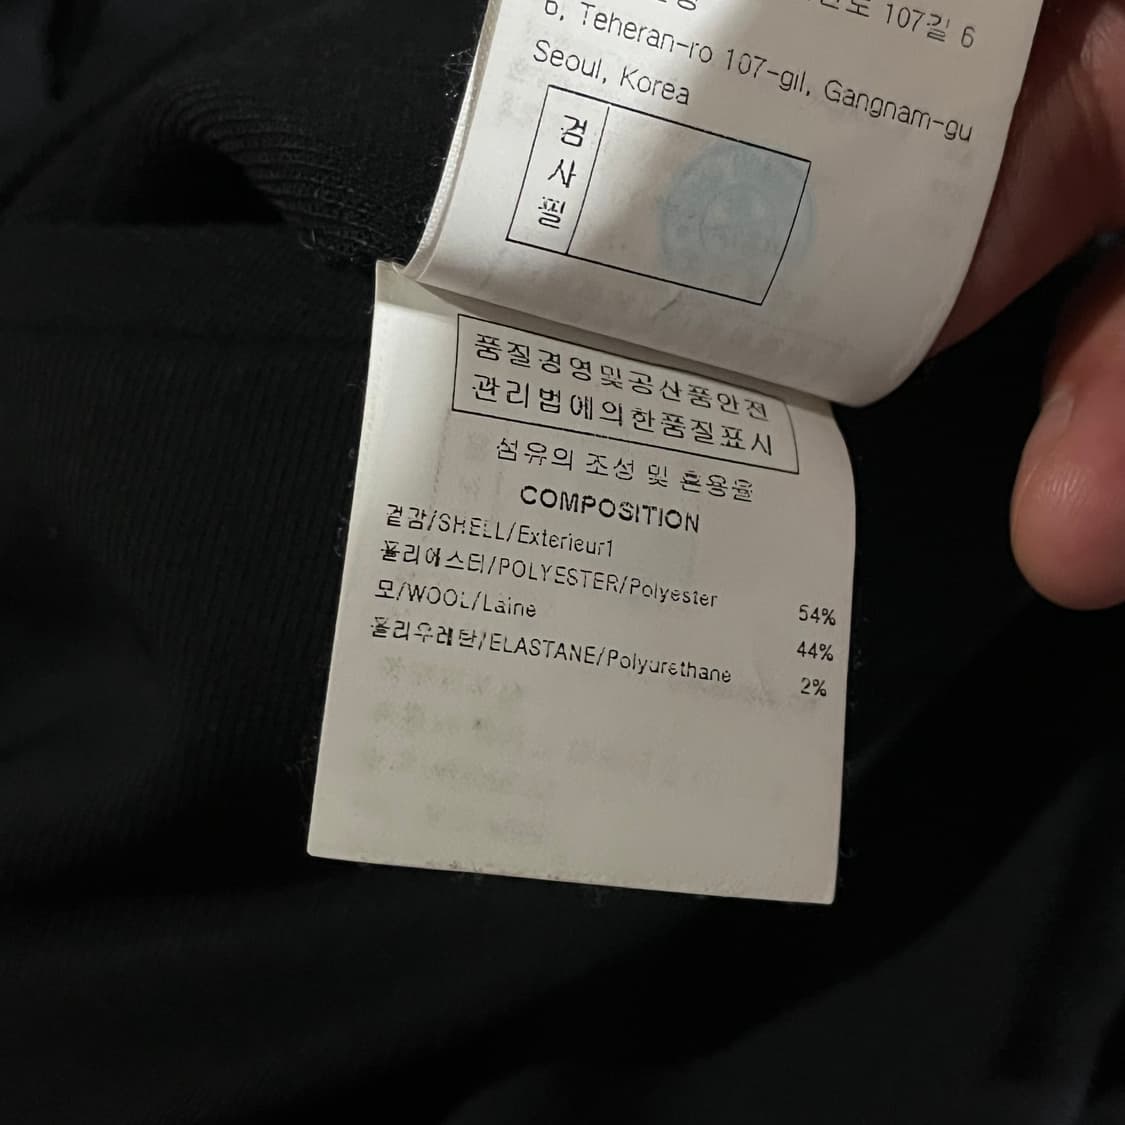 107길 6
6, Teheran-ro 107-gil, Gangnam-gu
Seoul, Korea
검사필
품질경영및공산품안전
관리법에의한품질표시
섬유의 조성 및 혼용율
COMPOSITION
겉감/SHELL/Exterieur1
폴리에스터/POLYESTER/Polyester 54%
모/WOOL/Laine 44%
폴리우레탄/ELASTANE/Polyurethane 2%